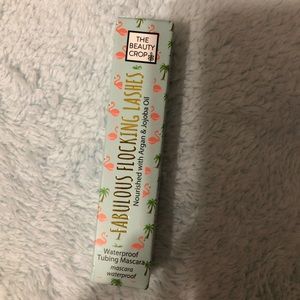 THE
BEAUTY
CROP
FABULOUS FLOCKING LASHES
Nourished with Argan & Jojoba Oil
Waterproof
Tubing Mascara
mascara
waterproof